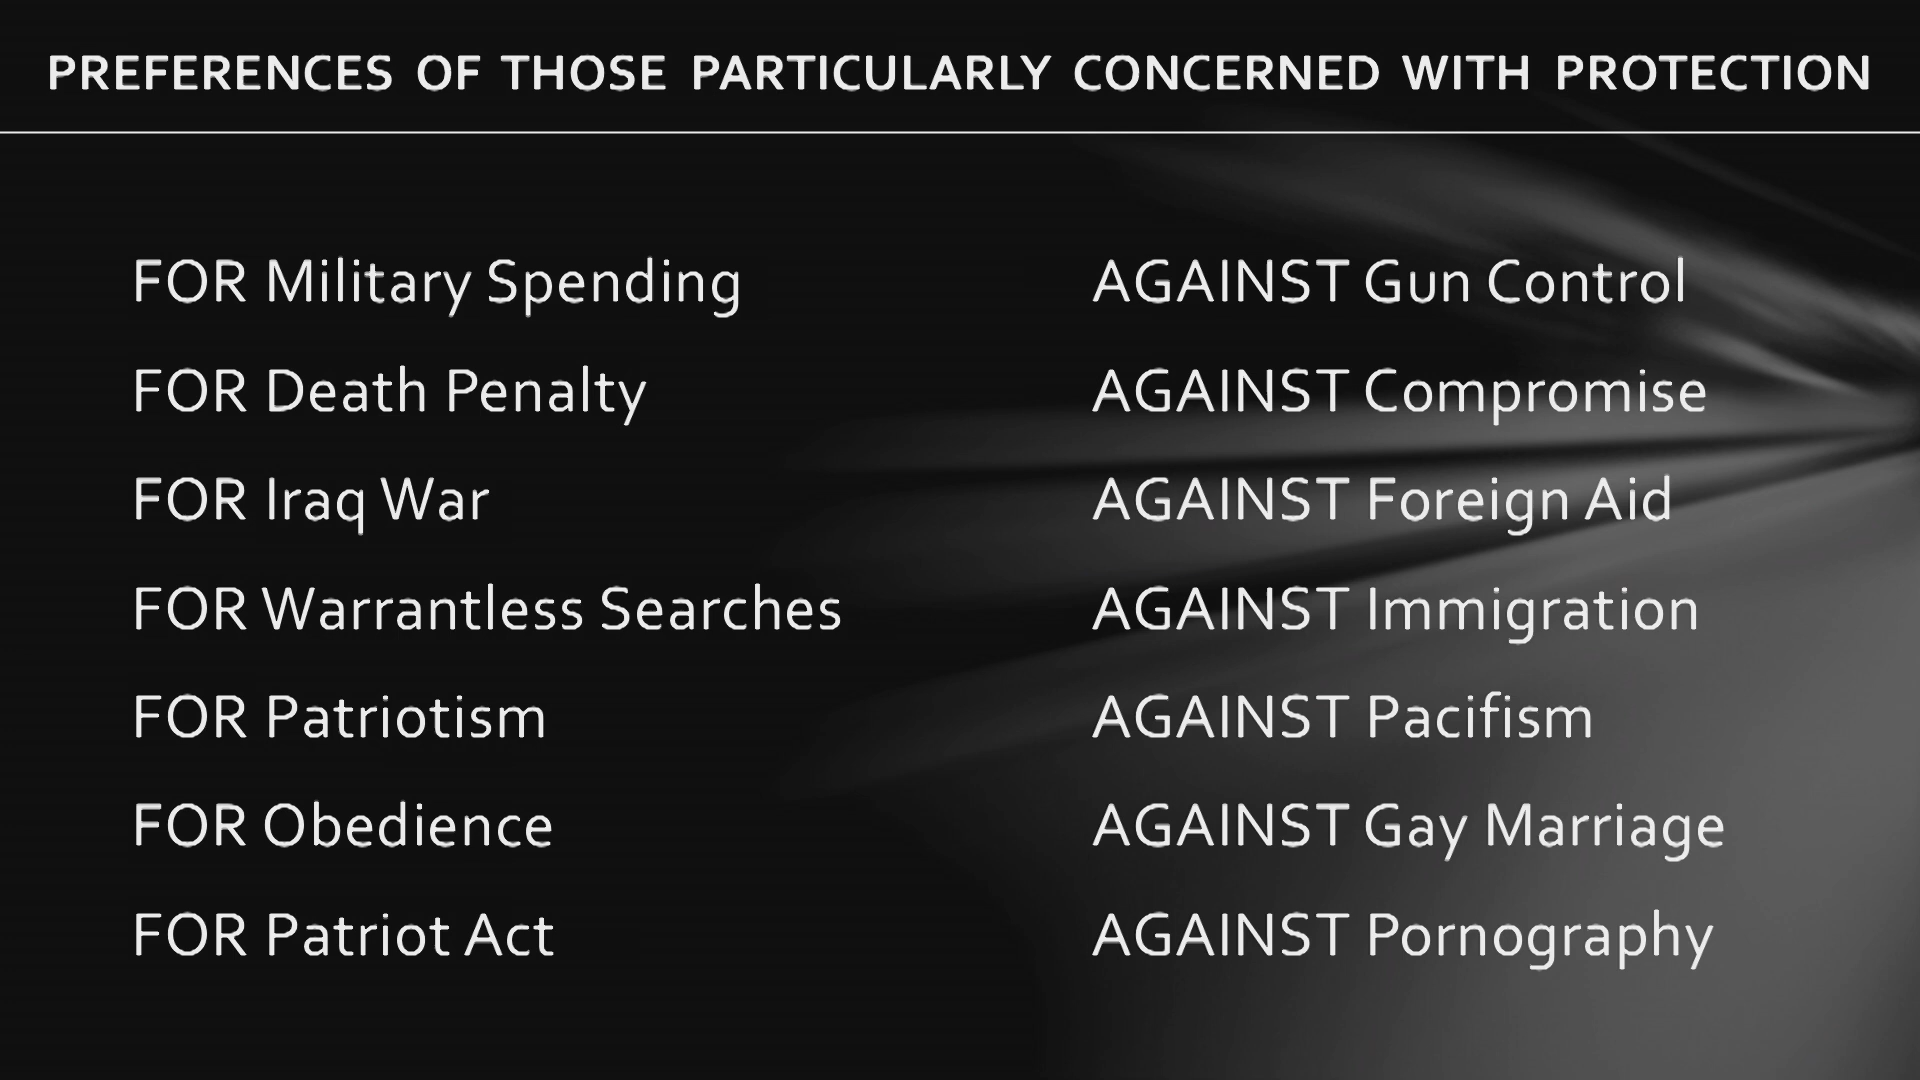 PREFERENCES OF THOSE PARTICULARLY CONCERNED WITH PROTECTION
FOR Military Spending
FOR Death Penalty
FOR Iraq War
FOR Warrantless Searches
FOR Patriotism
FOR Obedience
FOR Patriot Act
AGAINST Gun Control
AGAINST Compromise
AGAINST Foreign Aid
AGAINST Immigration
AGAINST Pacifism
AGAINST Gay Marriage
AGAINST Pornography